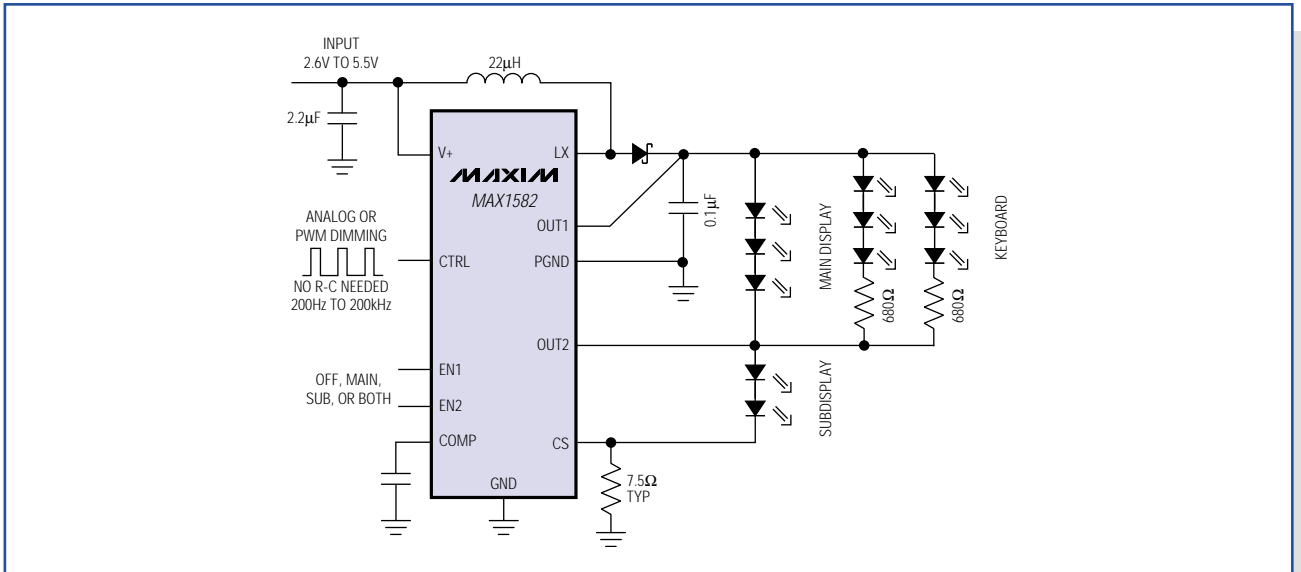 INPUT
2.6V TO 5.5V
22µH
2.2µF
V+
LX
MAXIM
MAX1582
OUT1
0.1µF
ANALOG OR
PWM DIMMING
NO R-C NEEDED
200Hz TO 200kHz
CTRL
PGND
MAIN DISPLAY
680Ω
680Ω
KEYBOARD
OUT2
OFF, MAIN,
SUB, OR BOTH
EN1
EN2
SUBDISPLAY
COMP
CS
GND
7.5Ω
TYP